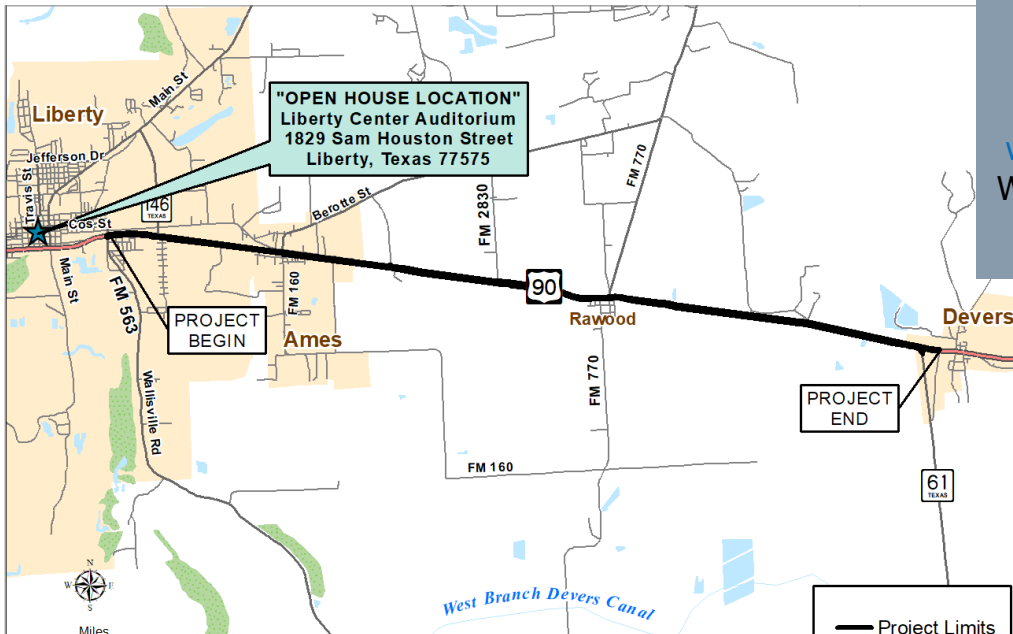 "OPEN HOUSE LOCATION"
Liberty Center Auditorium
1829 Sam Houston Street
Liberty, Texas 77575
Liberty
Main St
Jefferson Dr
Travis St
146
TEXAS
Cos St
Berotte St
FM 770
FM 2830
Main St
FM 563
FM 160
90
PROJECT
BEGIN
Ames
Rawood
Devers
Wallisville Rd
FM 770
PROJECT
END
FM 160
61
TEXAS
N
W
E
S
West Branch Devers Canal
Miles
Project Limits
W